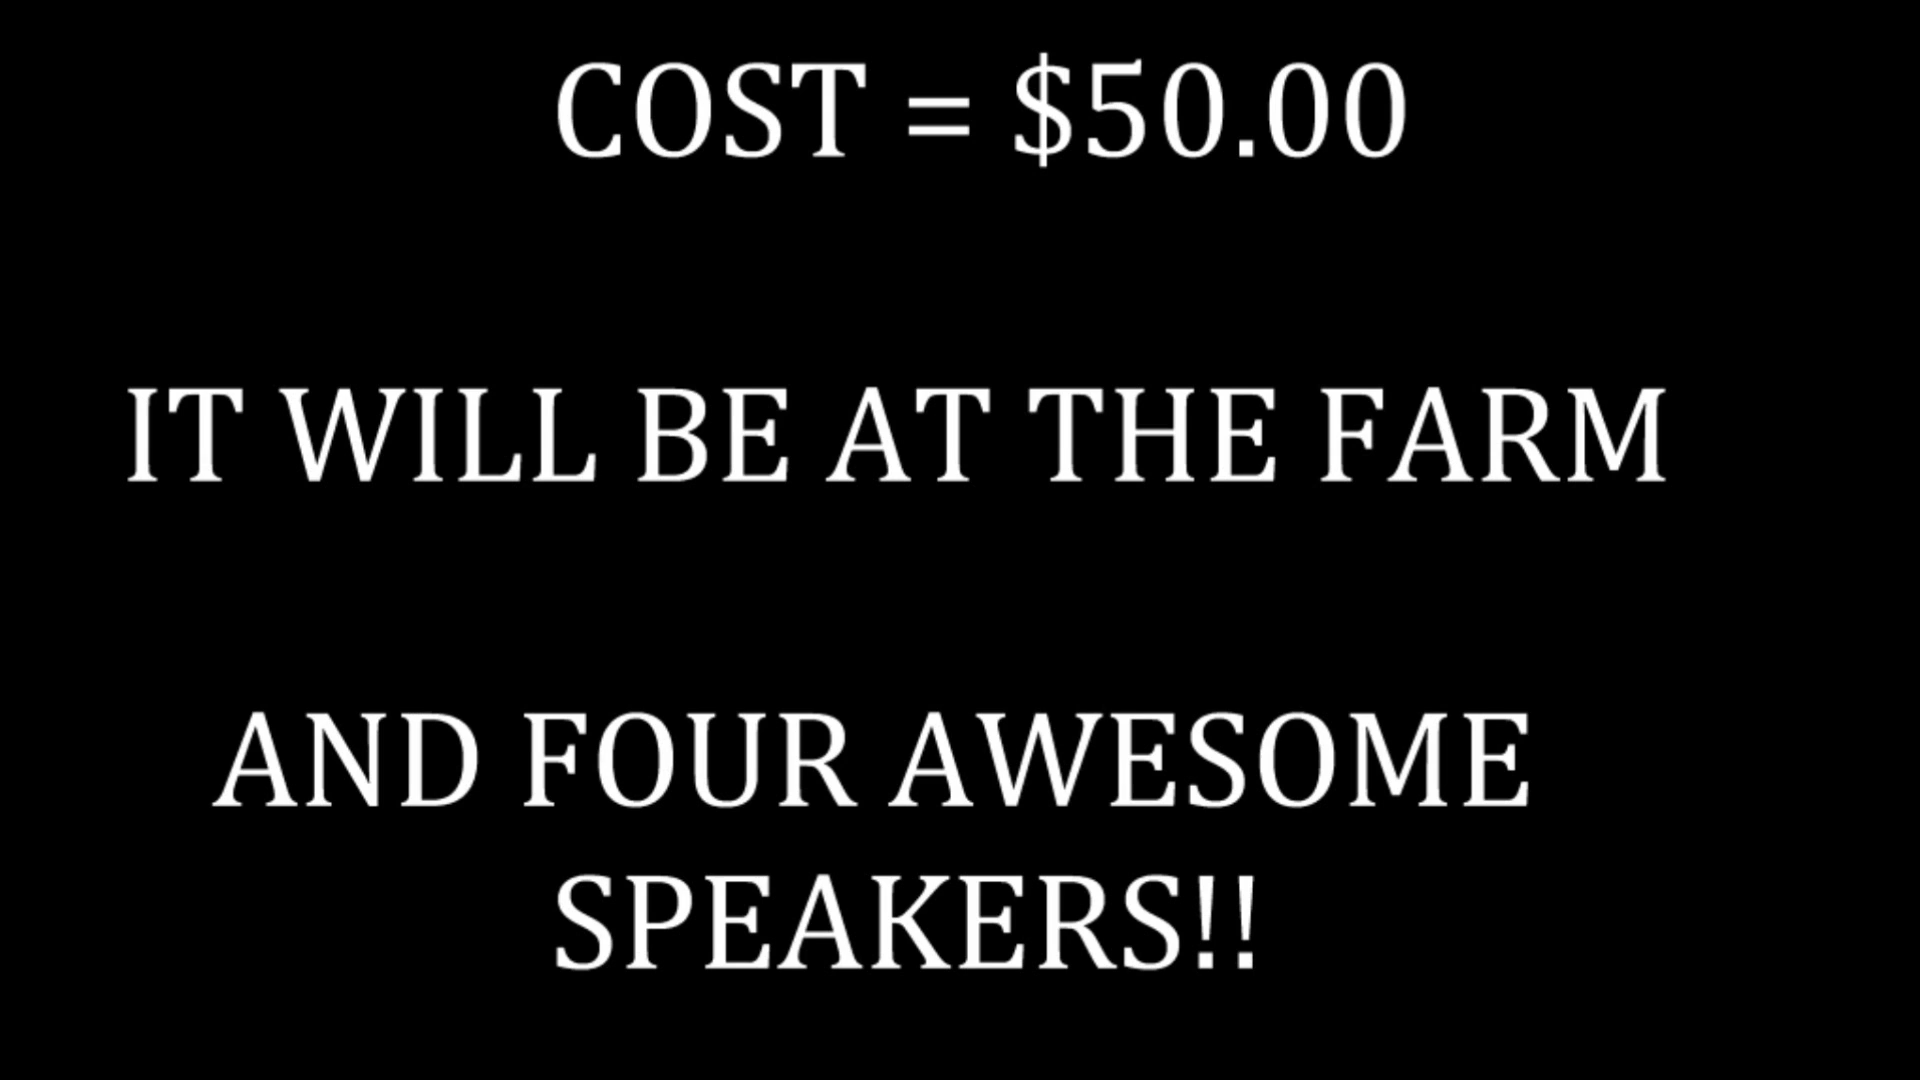 COST = $50.00
IT WILL BE AT THE FARM
AND FOUR AWESOME
SPEAKERS!!